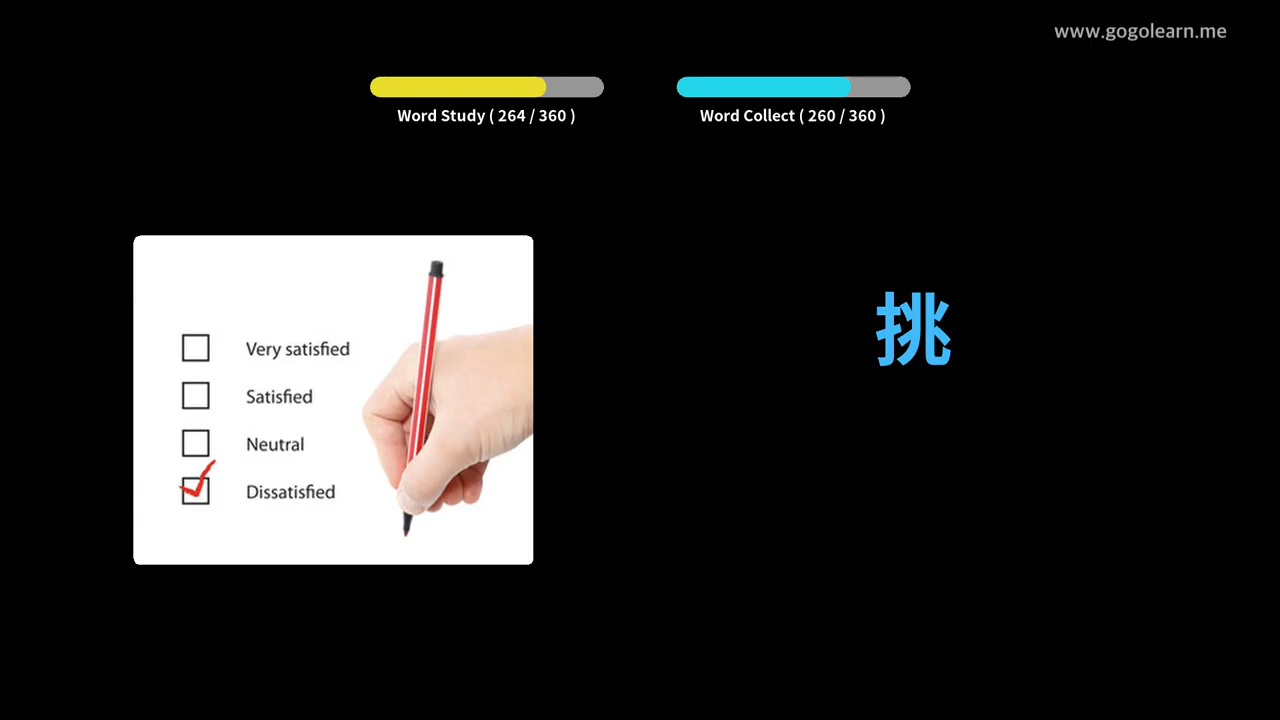 www.gogolearn.me
Word Study ( 264 / 360 )
Word Collect ( 260 / 360 )
挑
Very satisfied
Satisfied
Neutral
Dissatisfied